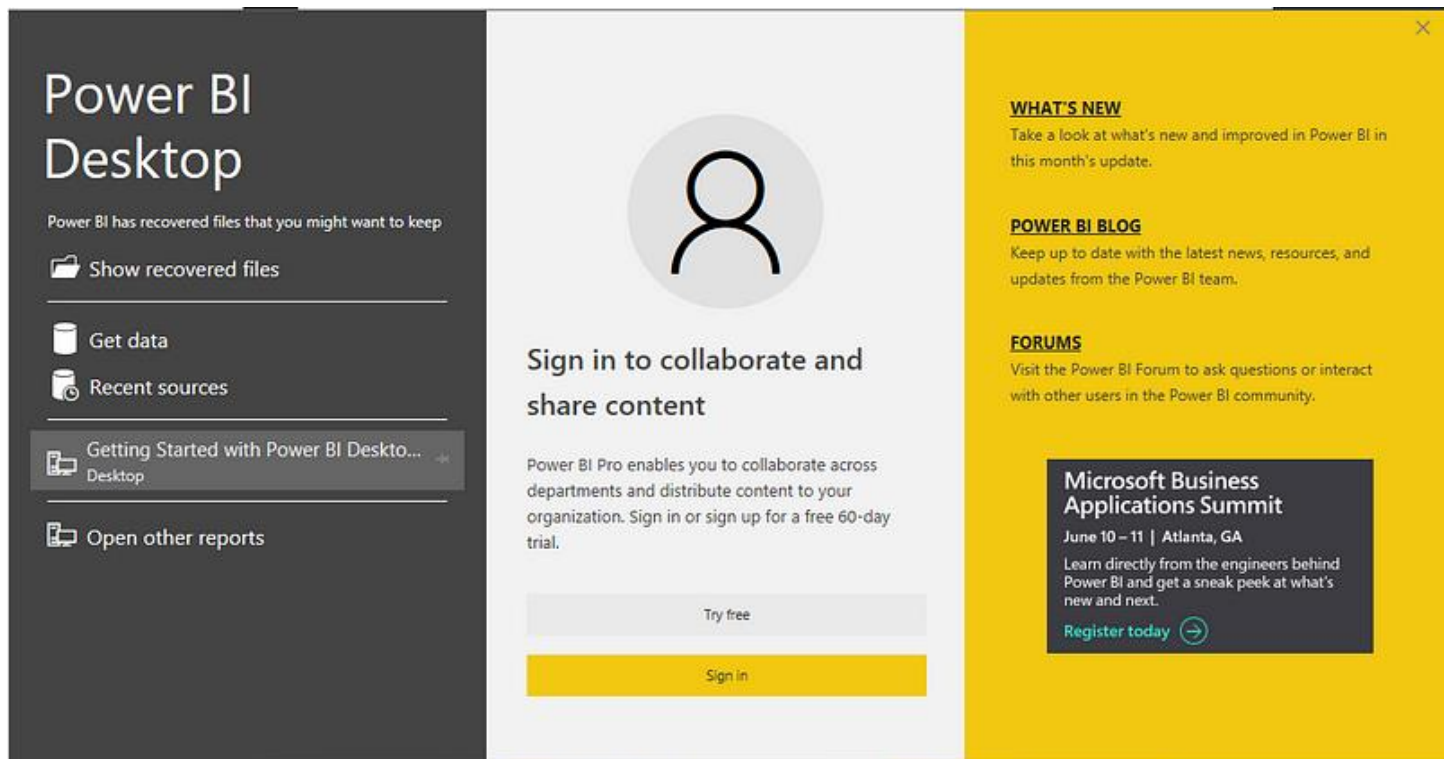 Power BI
Desktop
Power BI has recovered files that you might want to keep
Show recovered files
Get data
Recent sources
Getting Started with Power BI Deskto...
Desktop
Open other reports
Sign in to collaborate and
share content
Power BI Pro enables you to collaborate across
departments and distribute content to your
organization. Sign in or sign up for a free 60-day
trial.
Try free
Sign in
WHAT'S NEW
Take a look at what's new and improved in Power BI in
this month's update.
POWER BI BLOG
Keep up to date with the latest news, resources, and
updates from the Power BI team.
FORUMS
Visit the Power BI Forum to ask questions or interact
with other users in the Power BI community.
Microsoft Business
Applications Summit
June 10 – 11 | Atlanta, GA
Learn directly from the engineers behind
Power BI and get a sneak peek at what's
new and next.
Register today